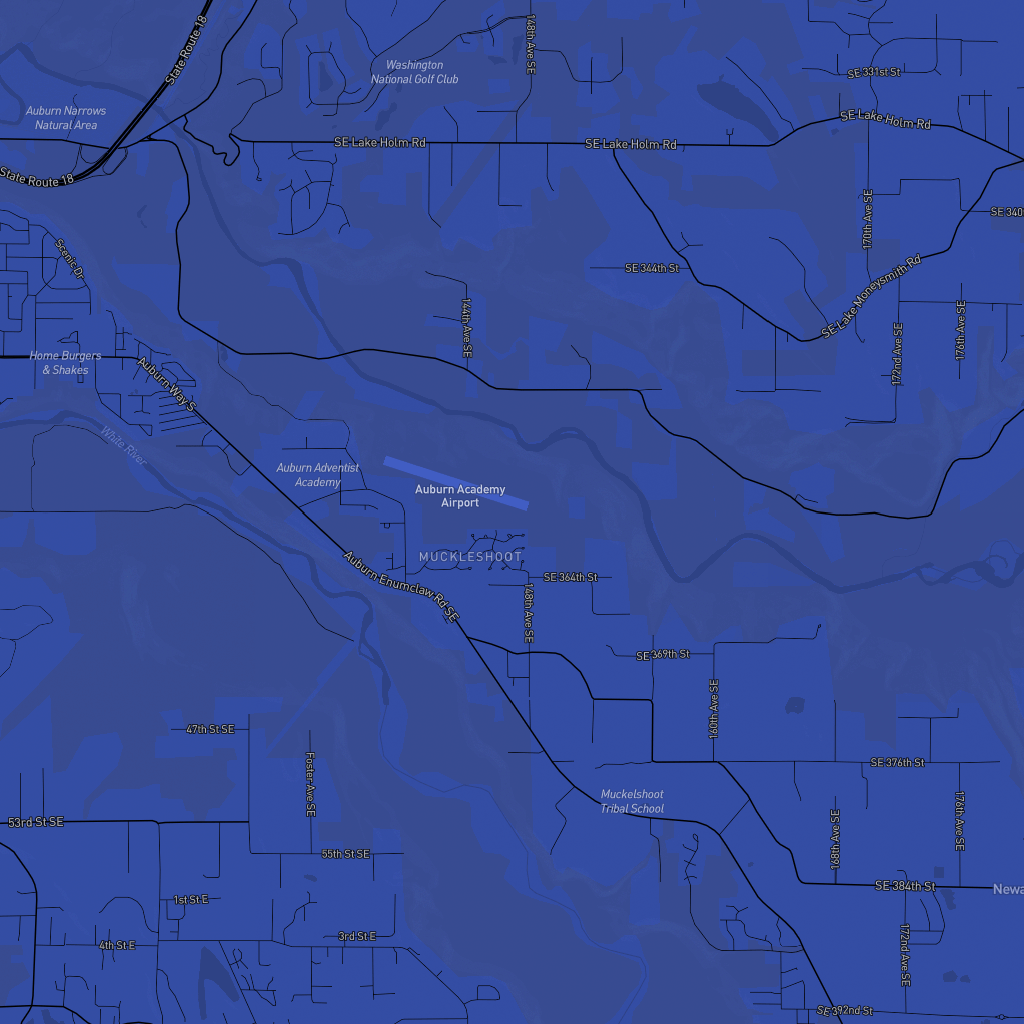 State Route 18
148th Ave SE
Washington
National Golf Club
SE 331st St
Auburn Narrows
Natural Area
SE Lake Holm Rd
SE Lake Holm Rd
SE Lake Holm Rd
State Route 18
170th Ave SE
SE 340
Scenic Dr
SE 344th St
SE Lake Moneysmith Rd
144th Ave SE
176th Ave SE
172nd Ave SE
Home Burgers
& Shakes
Auburn Way S
White River
Auburn Adventist
Academy
Auburn Academy
Airport
MUCKLESHOOT
Auburn Enumclaw Rd SE
SE 364th St
148th Ave SE
SE 369th St
160th Ave SE
47th St SE
Foster Ave SE
SE 376th St
Muckelshoot
Tribal School
53rd St SE
168th Ave SE
176th Ave SE
55th St SE
SE 384th St
Newa
1st St E
3rd St E
4th St E
172nd Ave SE
SE 392nd St